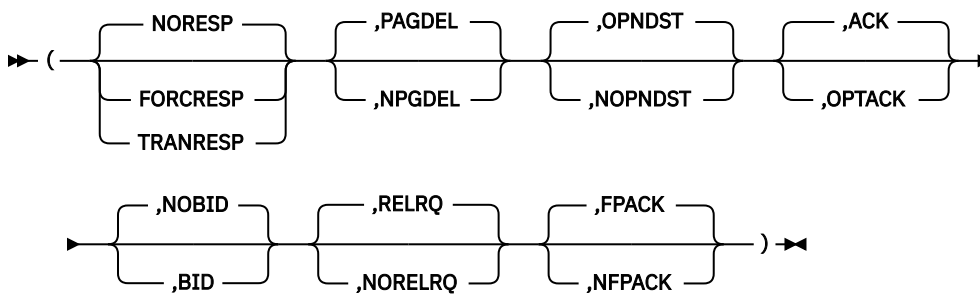 NORESP ,PAGDEL ,OPNDST ,ACK
(
FORCRESP ,NPGDEL ,NOPNDST ,OPTACK
TRANRESP
,NOBID ,RELRQ ,FPACK
)
,BID ,NORELRQ ,NFPACK